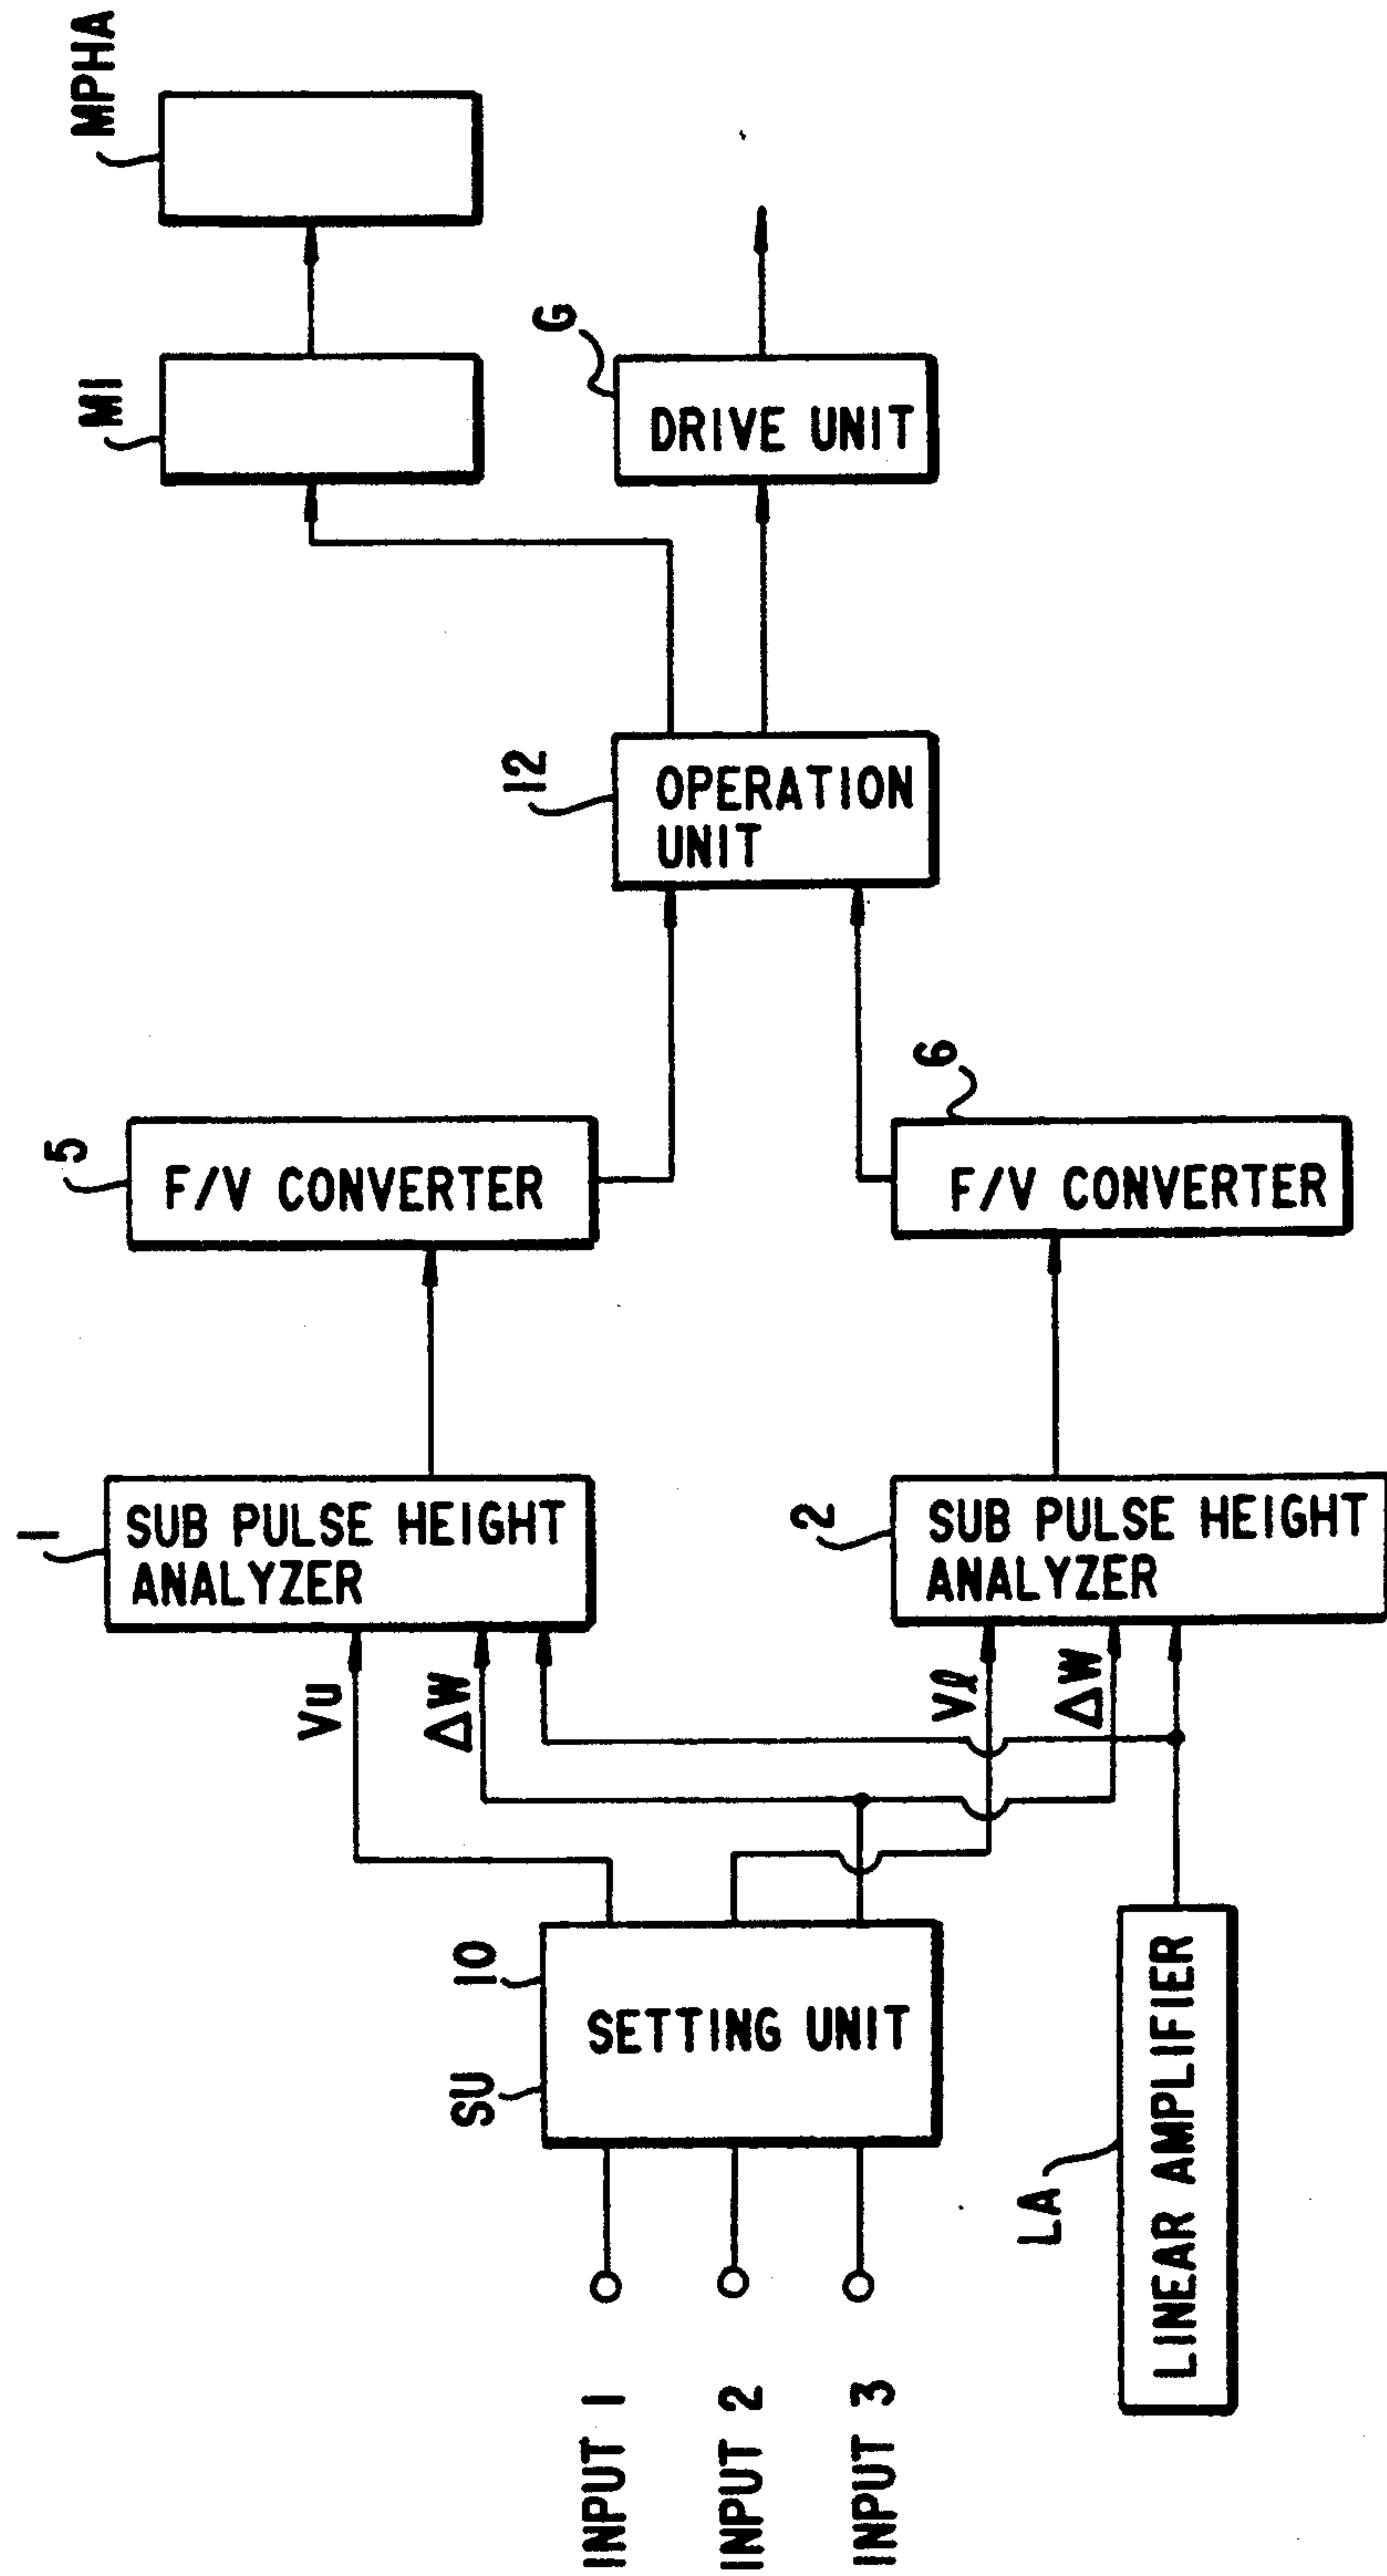 INPUT 1
INPUT 2
INPUT 3
SU
10
SETTING UNIT
LA
LINEAR AMPLIFIER
Vu
ΔW
Vℓ
ΔW
1
SUB PULSE HEIGHT
ANALYZER
2
SUB PULSE HEIGHT
ANALYZER
5
F/V CONVERTER
6
F/V CONVERTER
12
OPERATION
UNIT
MI
G
DRIVE UNIT
MPHA